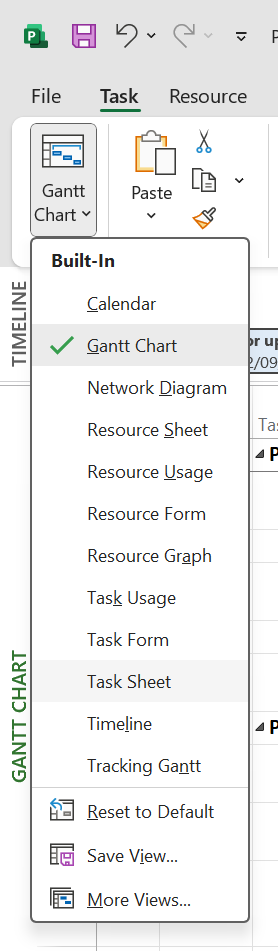 P
File
Task
Resource
Gantt
Chart
Paste
Built-In
Calendar
Gantt Chart
Network Diagram
Resource Sheet
Resource Usage
Resource Form
Resource Graph
Task Usage
Task Form
Task Sheet
Timeline
Tracking Gantt
Reset to Default
Save View...
More Views...
TIMELINE
or up
2/09
Tas
P
GANTT CHART
P